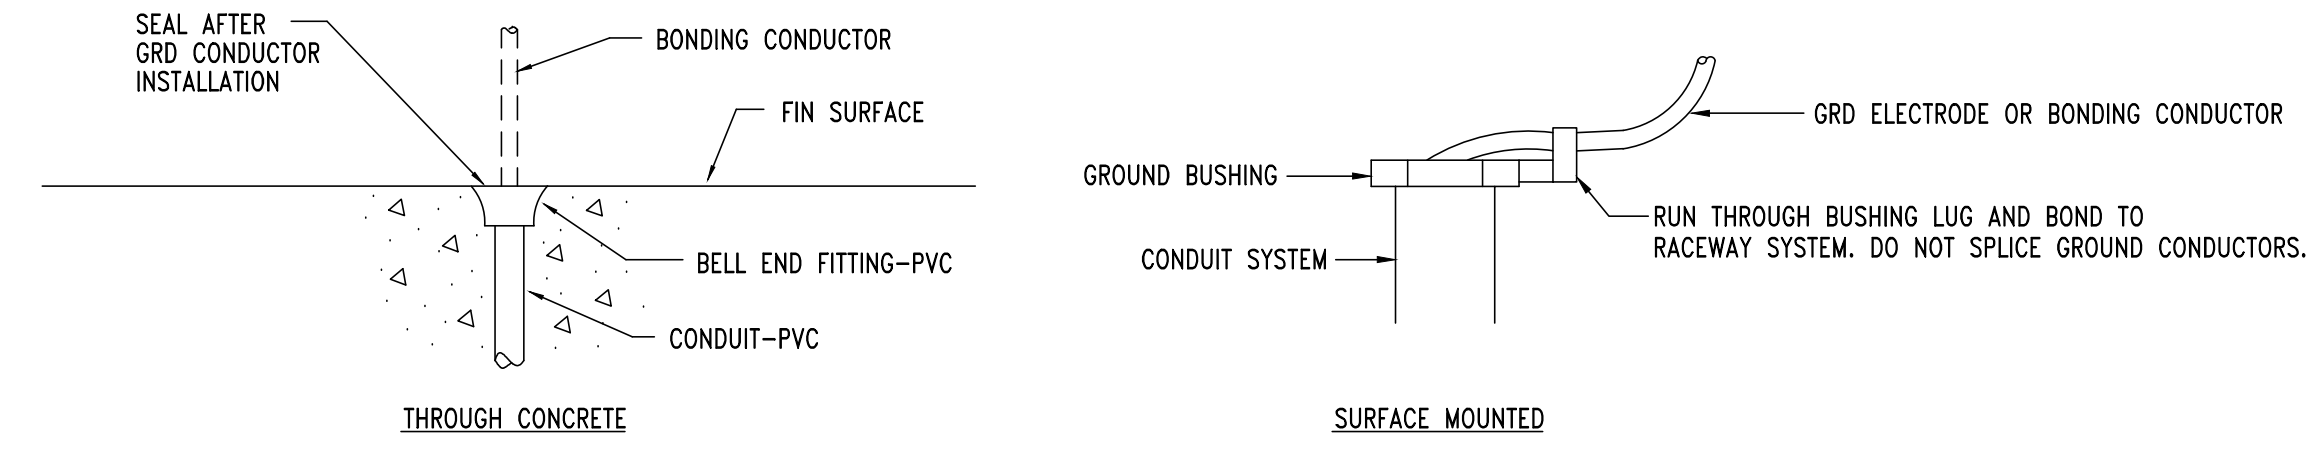 SEAL AFTER
GRD CONDUCTOR
INSTALLATION
BONDING CONDUCTOR
FIN SURFACE
BELL END FITTING-PVC
CONDUIT-PVC
THROUGH CONCRETE
GRD ELECTRODE OR BONDING CONDUCTOR
GROUND BUSHING
RUN THROUGH BUSHING LUG AND BOND TO
RACEWAY SYSTEM. DO NOT SPLICE GROUND CONDUCTORS.
CONDUIT SYSTEM
SURFACE MOUNTED